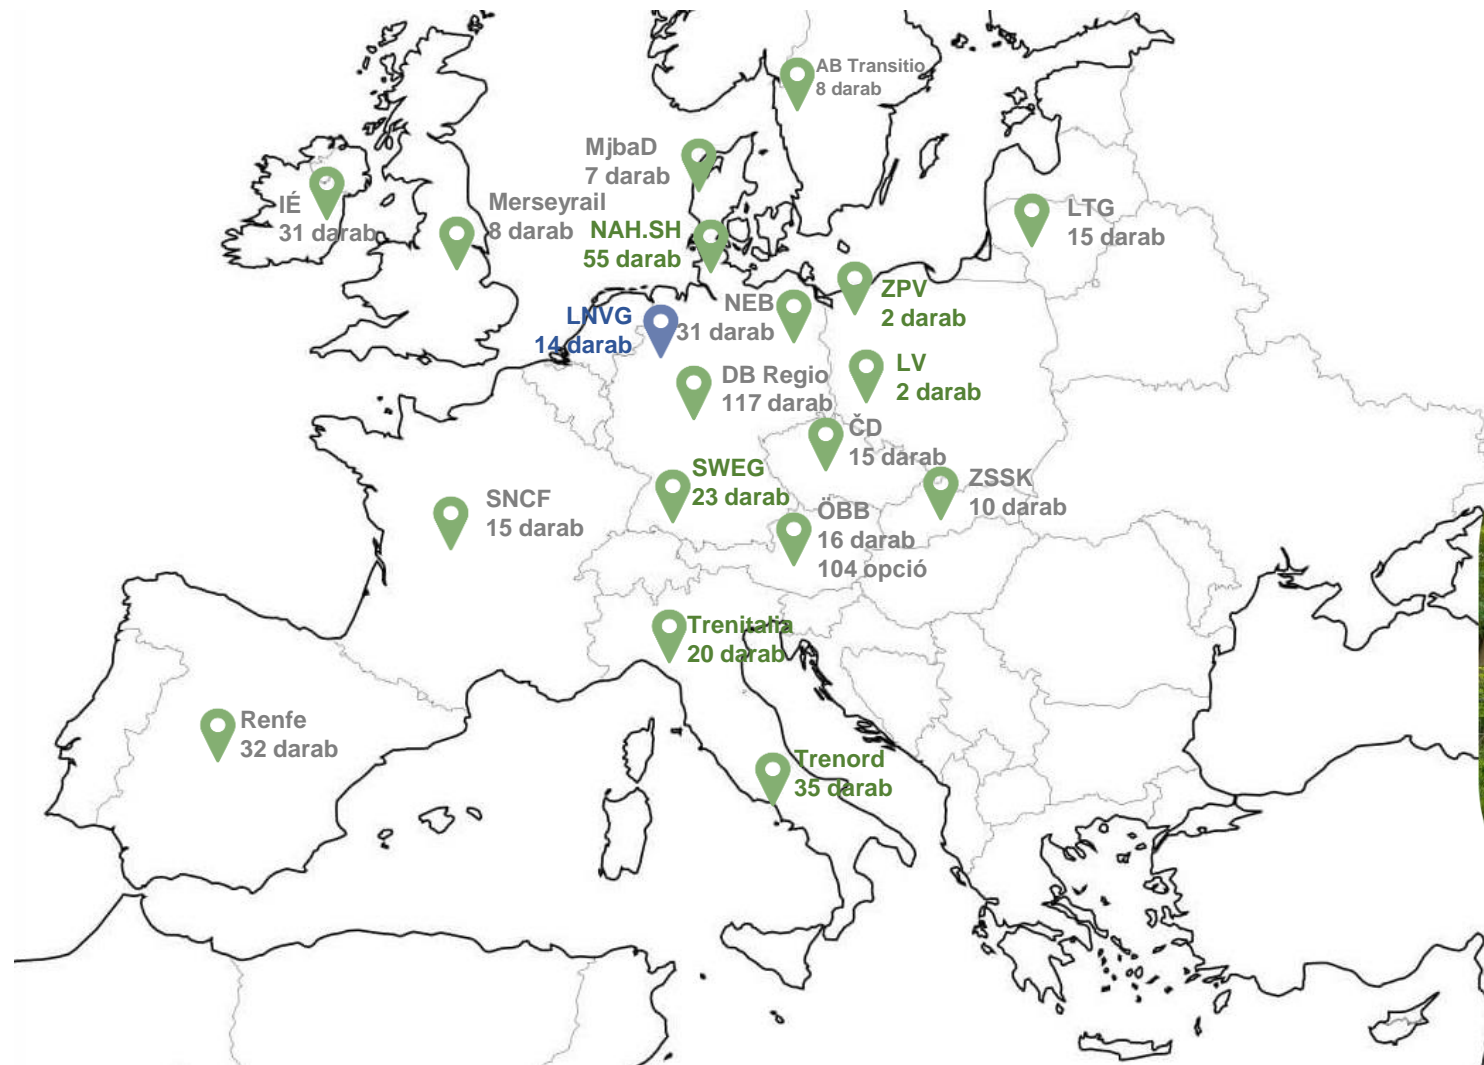 AB Transitio
8 darab
MjbaD
7 darab
IÉ
31 darab
Merseyrail
8 darab
NAH.SH
55 darab
LTG
15 darab
ZPV
2 darab
NEB
31 darab
LNVG
14 darab
LV
2 darab
DB Regio
117 darab
ČD
15 darab
SWEG
23 darab
ZSSK
10 darab
SNCF
15 darab
ÖBB
16 darab
104 opció
Trenitalia
20 darab
Renfe
32 darab
Trenord
35 darab